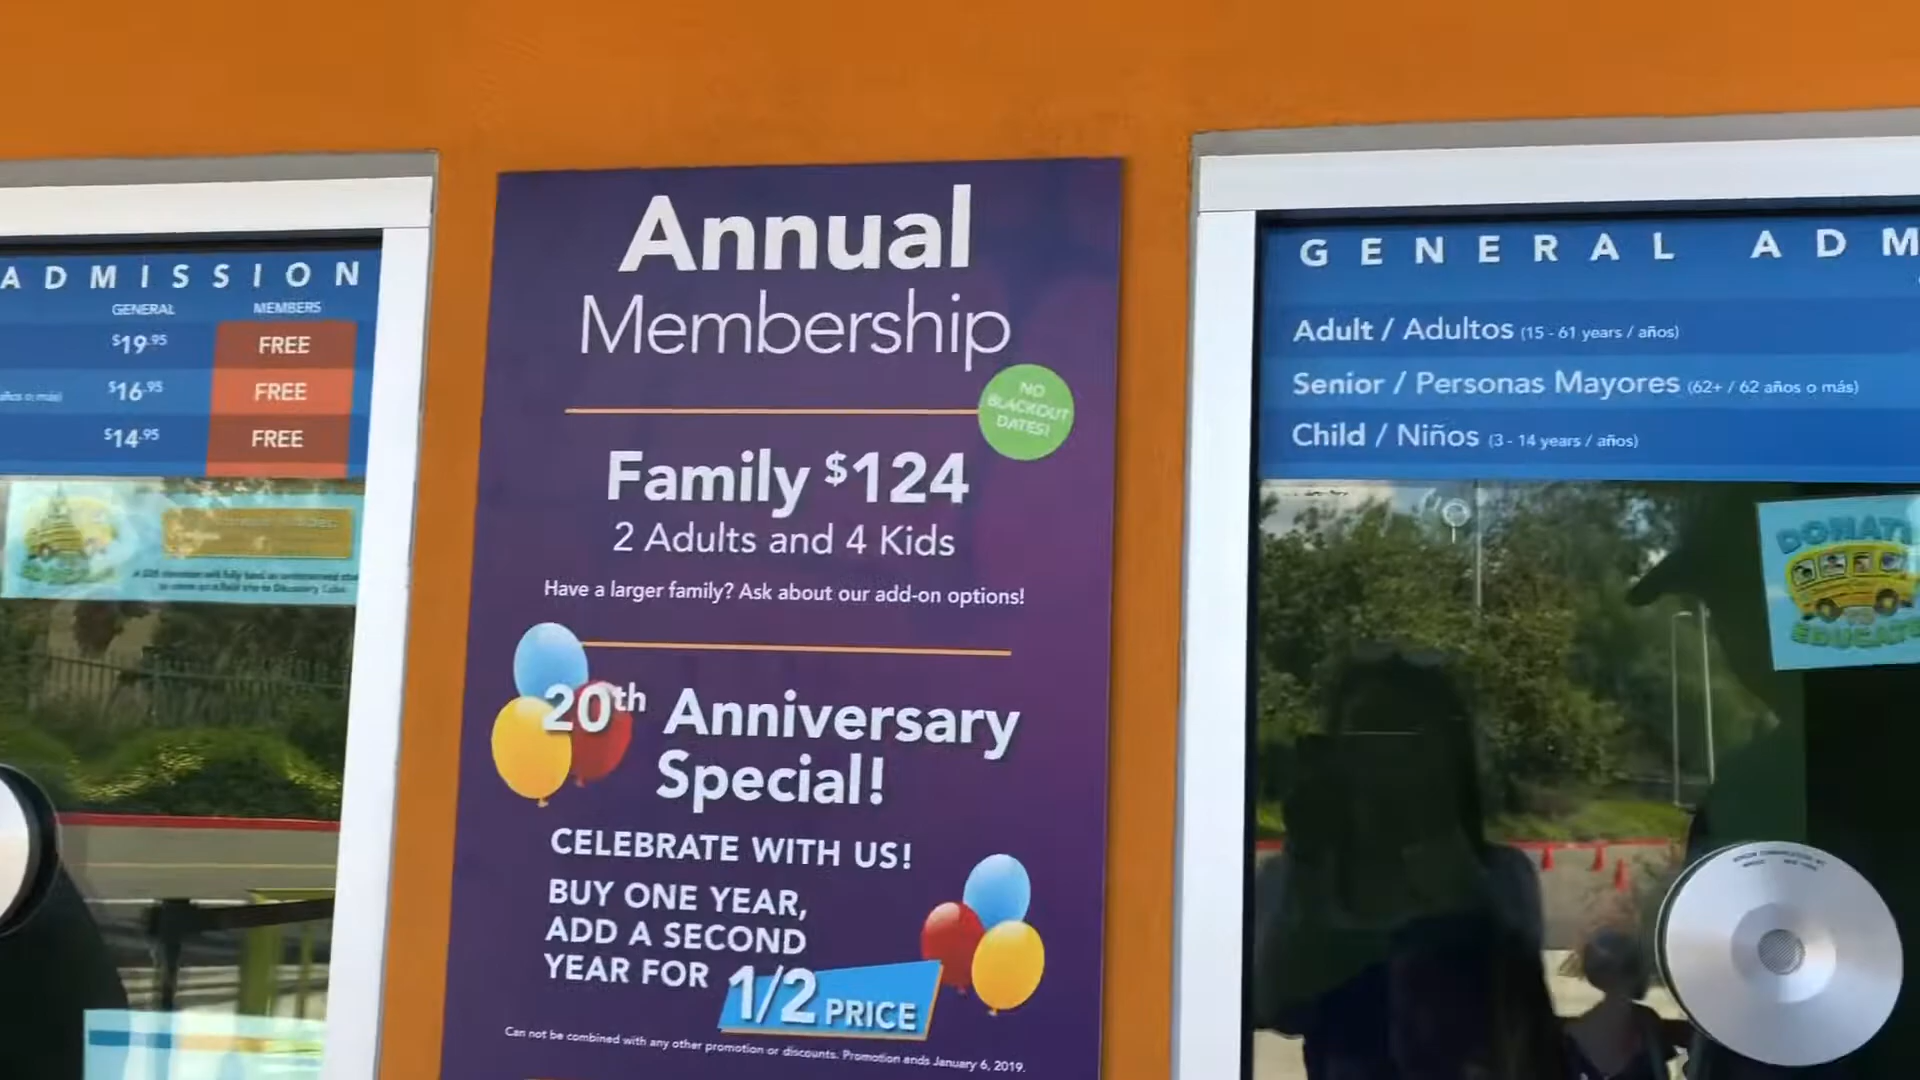 ADMISSION
GENERAL MEMBERS
$19.95 FREE
años o más) $16.95 FREE
$14.95 FREE
Annual
Membership
NO
BLACKOUT
DATES!
Family $124
2 Adults and 4 Kids
Have a larger family? Ask about our add-on options!
20th Anniversary
Special!
CELEBRATE WITH US!
BUY ONE YEAR,
ADD A SECOND
YEAR FOR 1/2 PRICE
Can not be combined with any other promotion or discounts. Promotion ends January 6, 2019.
GENERAL ADM
Adult / Adultos (15 - 61 years / años)
Senior / Personas Mayores (62+ / 62 años o más)
Child / Niños (3 - 14 years / años)
DONAT
EDUCAT